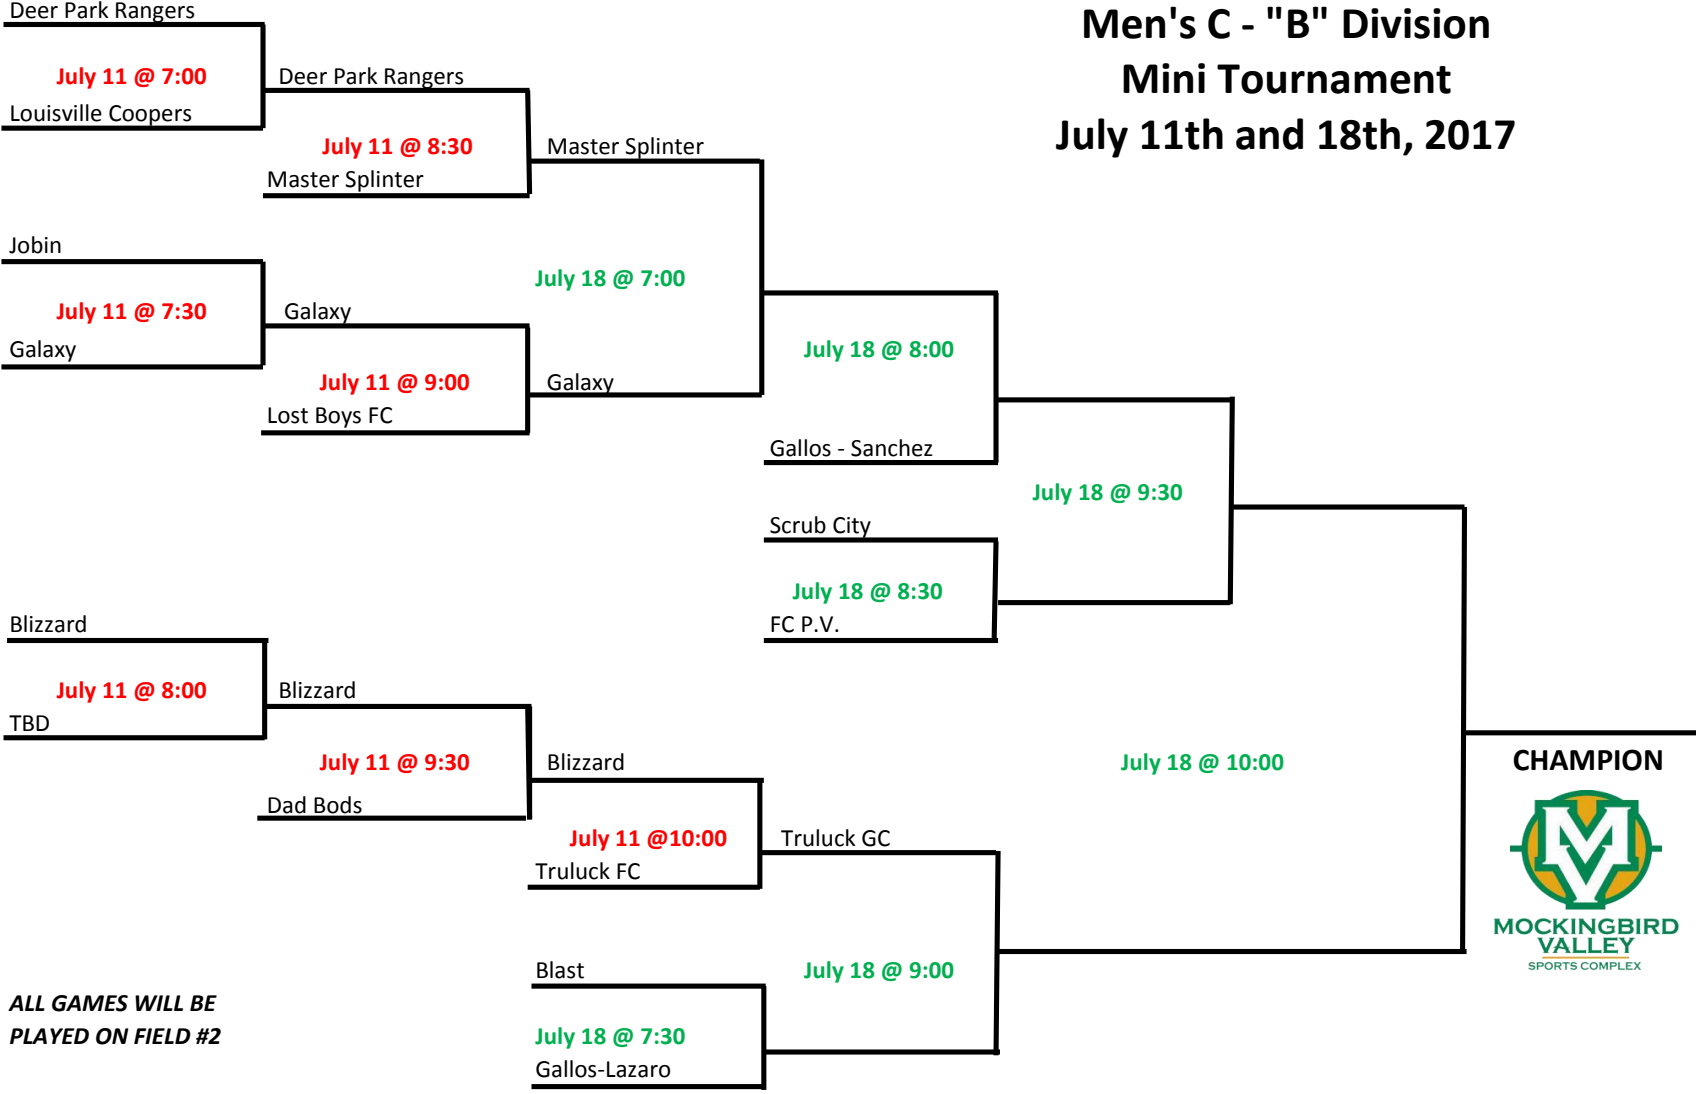 Deer Park Rangers
Men's C - "B" Division
Mini Tournament
July 11th and 18th, 2017
July 11 @ 7:00
Deer Park Rangers
Louisville Coopers
July 11 @ 8:30
Master Splinter
Master Splinter
Jobin
July 18 @ 7:00
July 11 @ 7:30
Galaxy
Galaxy
July 18 @ 8:00
July 11 @ 9:00
Galaxy
Lost Boys FC
Gallos - Sanchez
July 18 @ 9:30
Scrub City
July 18 @ 8:30
FC P.V.
Blizzard
July 11 @ 8:00
Blizzard
TBD
July 11 @ 9:30
Blizzard
July 18 @ 10:00
CHAMPION
Dad Bods
July 11 @10:00
Truluck GC
Truluck FC
MV
MOCKINGBIRD
VALLEY
SPORTS COMPLEX
Blast
July 18 @ 9:00
ALL GAMES WILL BE
PLAYED ON FIELD #2
July 18 @ 7:30
Gallos-Lazaro